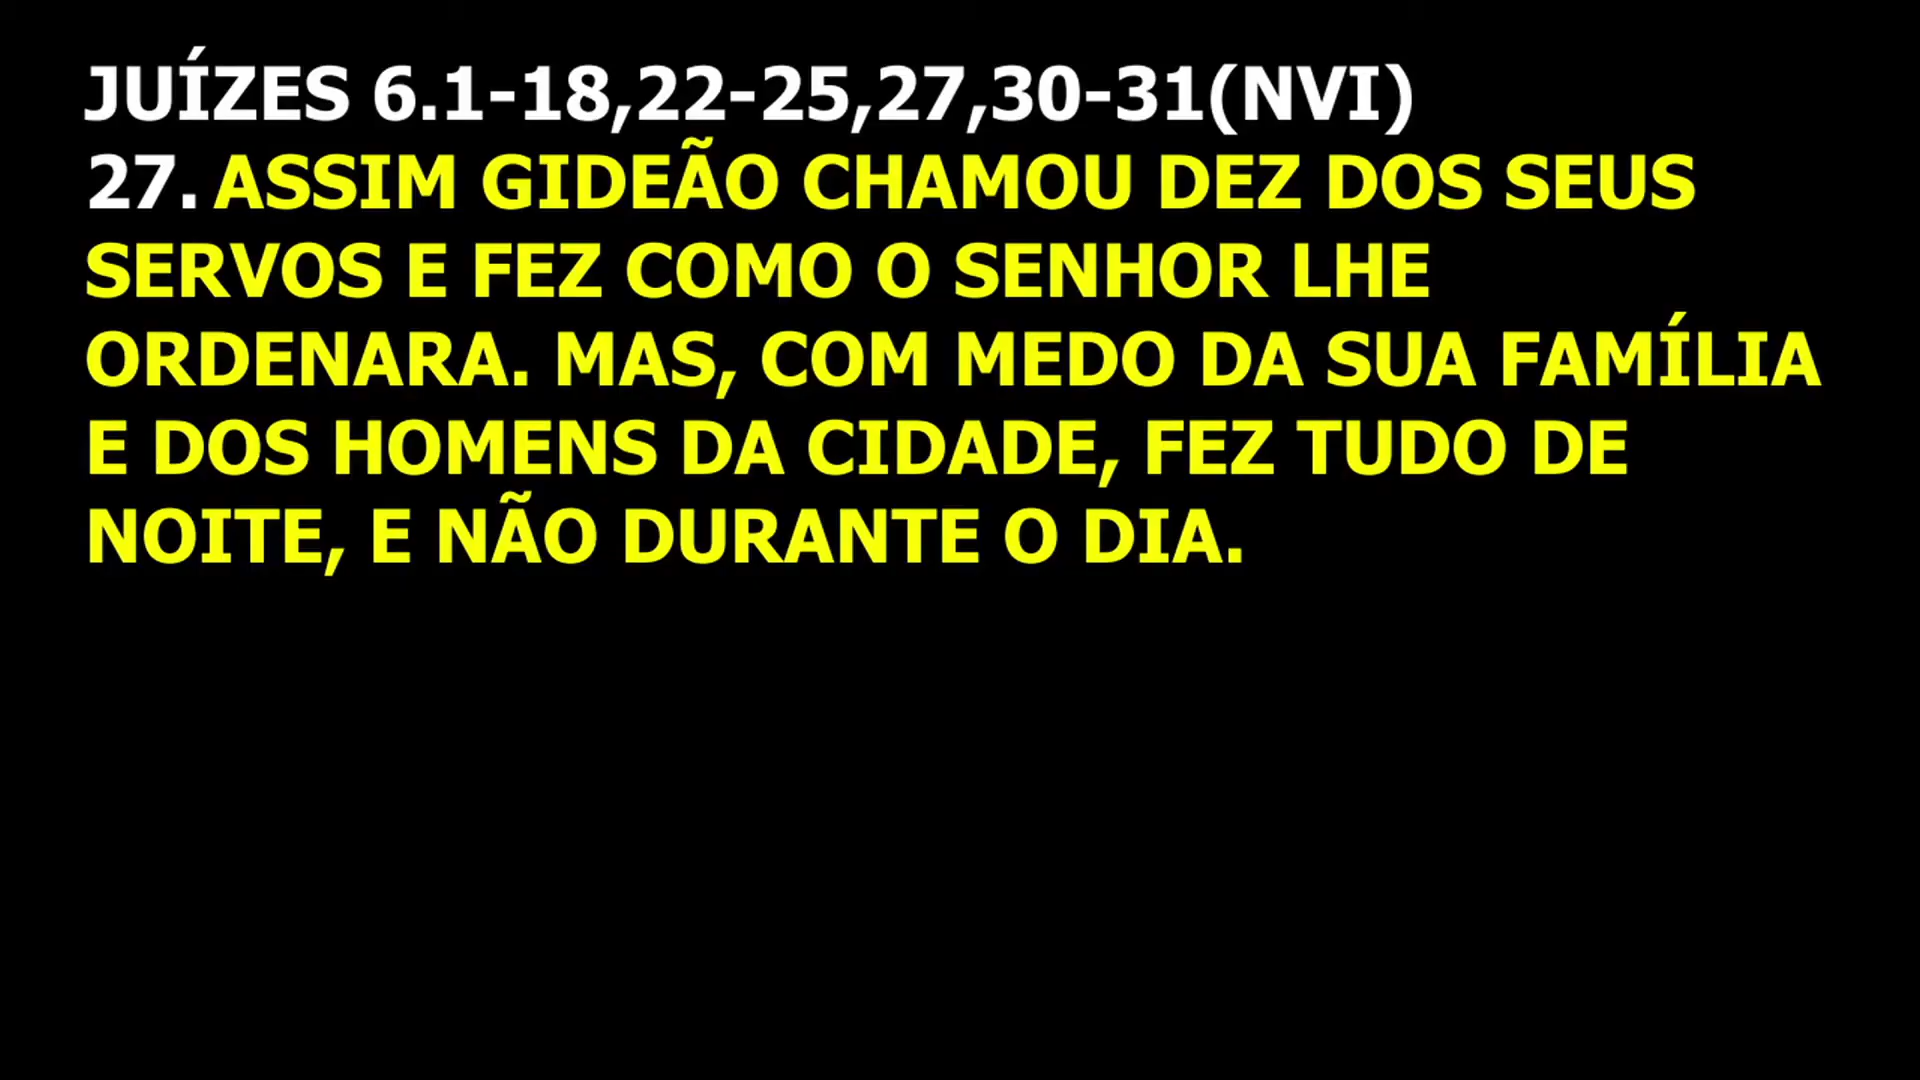 JUÍZES 6.1-18,22-25,27,30-31(NVI)
27. ASSIM GIDEÃO CHAMOU DEZ DOS SEUS
SERVOS E FEZ COMO O SENHOR LHE
ORDENARA. MAS, COM MEDO DA SUA FAMÍLIA
E DOS HOMENS DA CIDADE, FEZ TUDO DE
NOITE, E NÃO DURANTE O DIA.